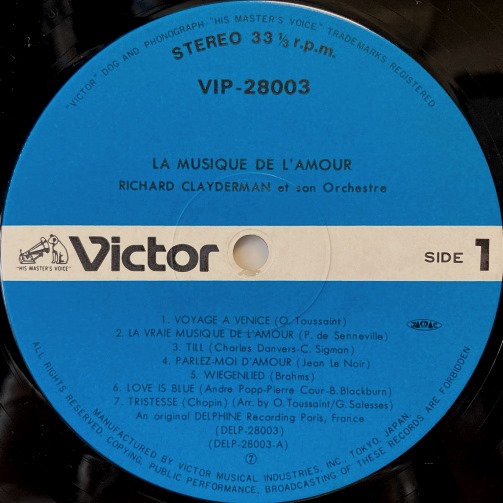 "VICTOR" DOG AND PHONOGRAPH-"HIS MASTER'S VOICE" TRADEMARKS REGISTERED
STEREO 33 1/3 r.p.m.
VIP-28003
LA MUSIQUE DE L'AMOUR
RICHARD CLAYDERMAN et son Orchestre
"HIS MASTER'S VOICE"
Victor
SIDE 1
1. VOYAGE A VENICE (O. Toussaint)
2. LA VRAIE MUSIQUE DE L'AMOUR (P. de Senneville)
3. TILL (Charles Danvers-C. Sigman)
4. PARLEZ-MOI D'AMOUR (Jean Le Noir)
5. WIEGENLIED (Brahms)
6. LOVE IS BLUE (Andre Popp-Pierre Cour-B. Blackburn)
7. TRISTESSE (Chopin) (Arr. by O. Toussaint/G. Salesses)
An original DELPHINE Recording Paris, France
(DELP-28003)
(DELP-28003-A)
⑦
MANUFACTURED BY VICTOR MUSICAL INDUSTRIES, INC., TOKYO, JAPAN
ALL RIGHTS RESERVED, COPYING, PUBLIC PERFORMANCE, BROADCASTING OF THESE RECORDS ARE FORBIDDEN